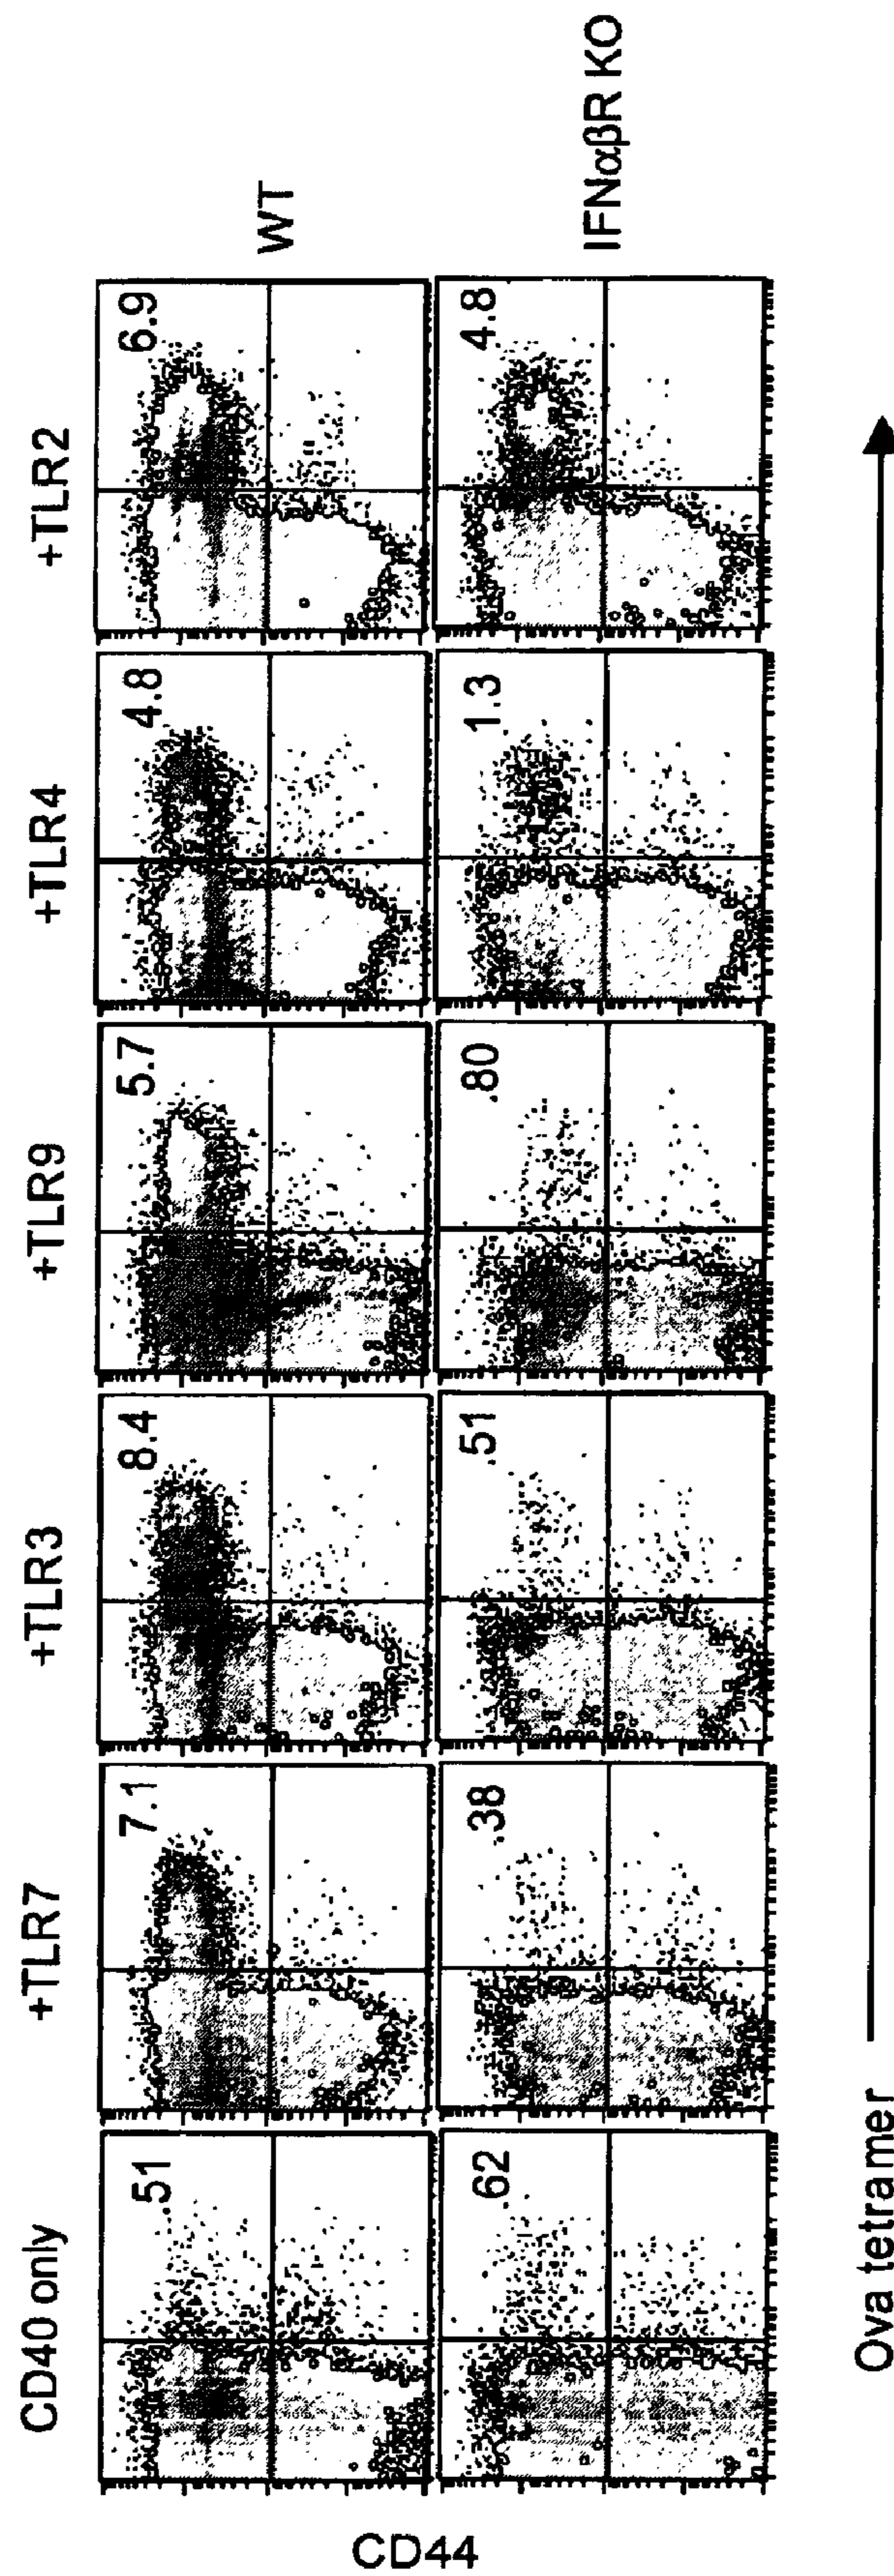 CD40 only +TLR7 +TLR3 +TLR9 +TLR4 +TLR2
.51 7.1 8.4 5.7 4.8 6.9 WT
.62 .38 .51 .80 1.3 4.8 IFNαβR KO
CD44
Ova tetramer